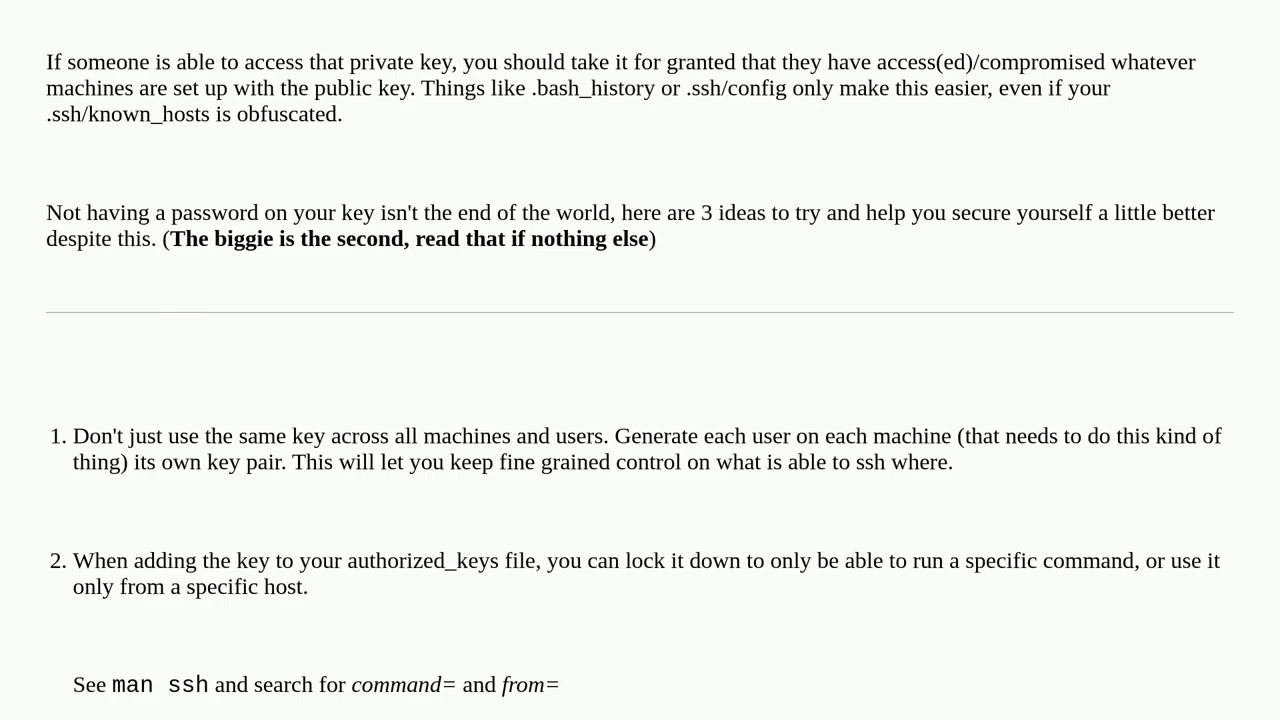 If someone is able to access that private key, you should take it for granted that they have access(ed)/compromised whatever
machines are set up with the public key. Things like .bash_history or .ssh/config only make this easier, even if your
.ssh/known_hosts is obfuscated.
Not having a password on your key isn't the end of the world, here are 3 ideas to try and help you secure yourself a little better
despite this. (The biggie is the second, read that if nothing else)
1. Don't just use the same key across all machines and users. Generate each user on each machine (that needs to do this kind of
thing) its own key pair. This will let you keep fine grained control on what is able to ssh where.
2. When adding the key to your authorized_keys file, you can lock it down to only be able to run a specific command, or use it
only from a specific host.
See man ssh and search for command= and from=